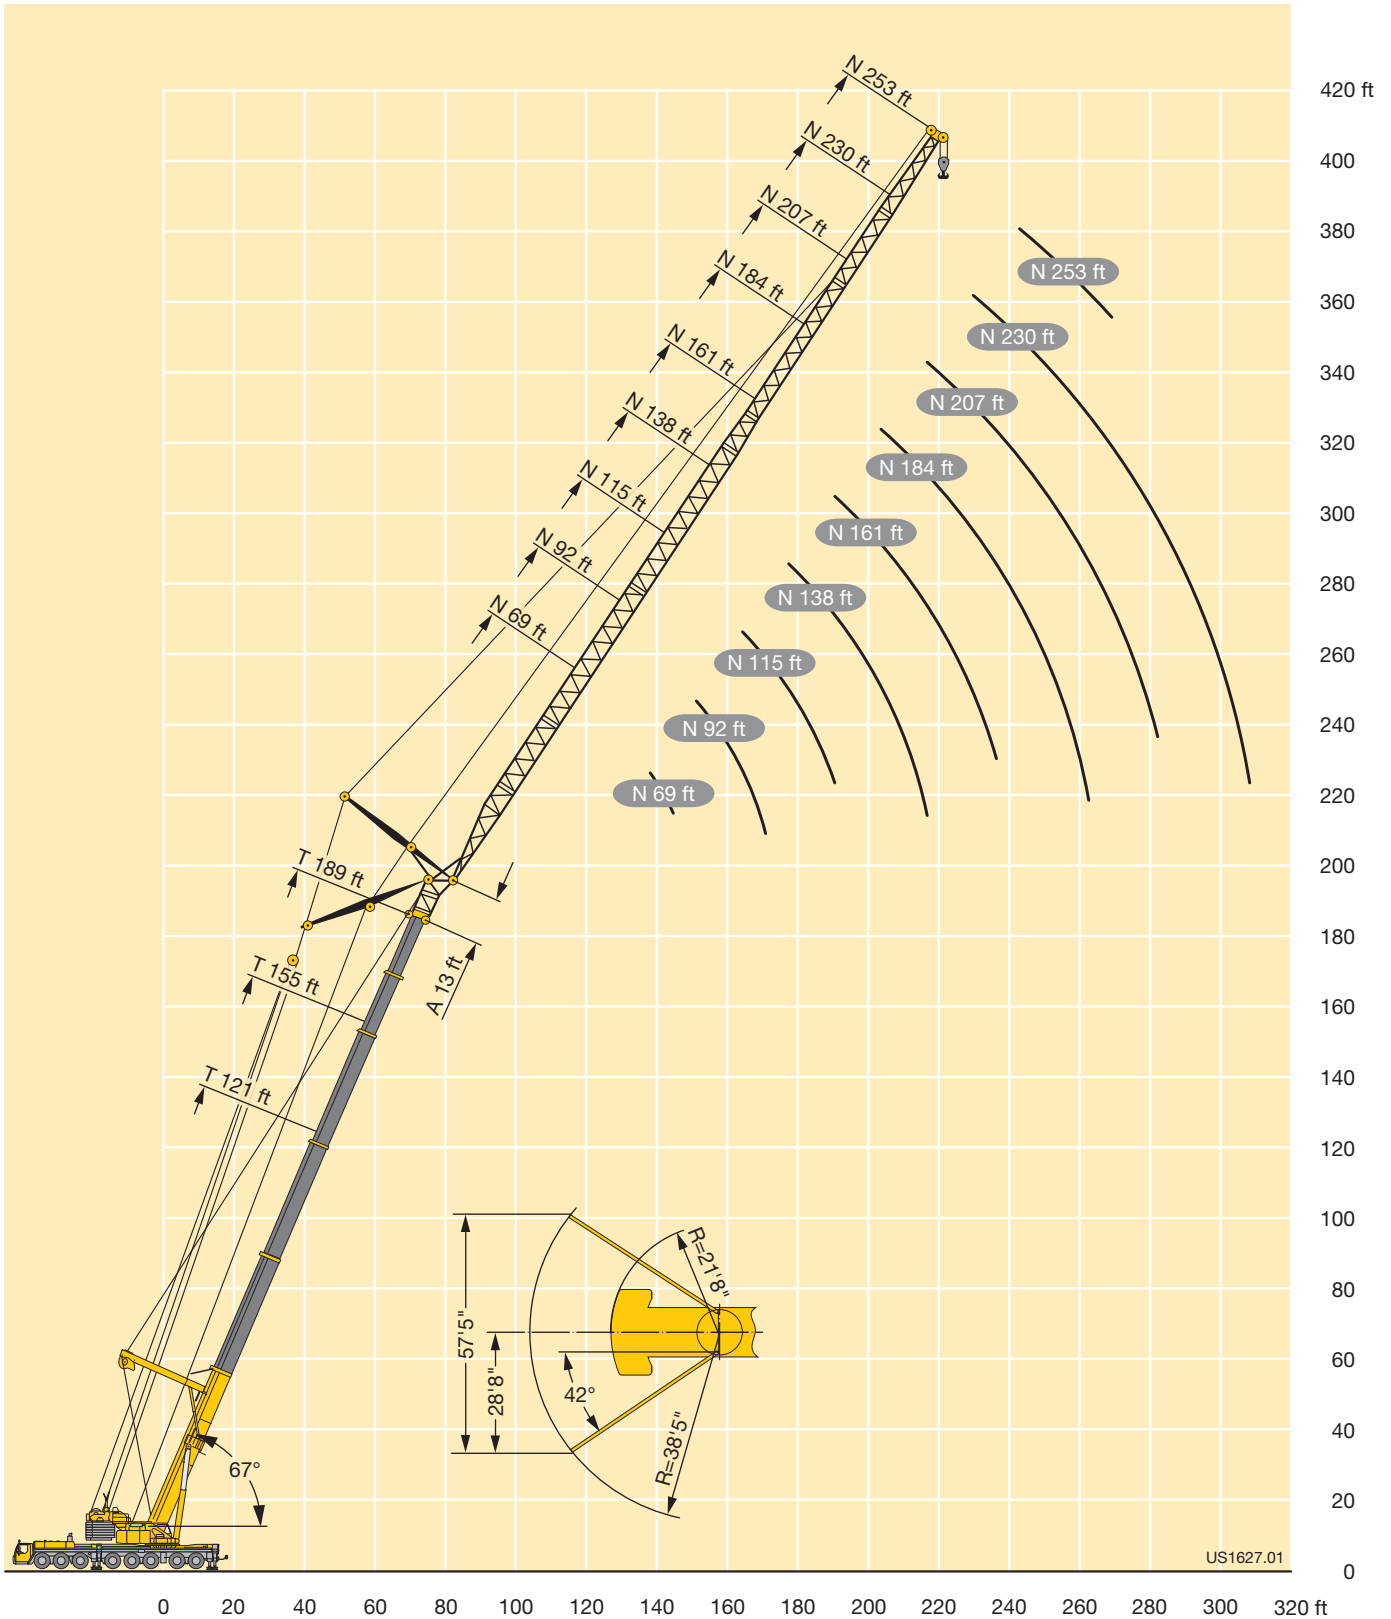 N 253 ft
420 ft
N 230 ft
400
N 207 ft
380
N 184 ft
N 253 ft
360
N 161 ft
N 230 ft
340
N 138 ft
N 207 ft
320
N 115 ft
N 184 ft
300
N 92 ft
N 161 ft
280
N 69 ft
N 138 ft
260
N 115 ft
240
N 92 ft
220
N 69 ft
T 189 ft
200
180
A 13 ft
T 155 ft
160
T 121 ft
140
120
100
R=21'8"
80
57'5"
60
28'8"
42°
40
R=38'5"
67°
20
US1627.01
0
0 20 40 60 80 100 120 140 160 180 200 220 240 260 280 300 320 ft